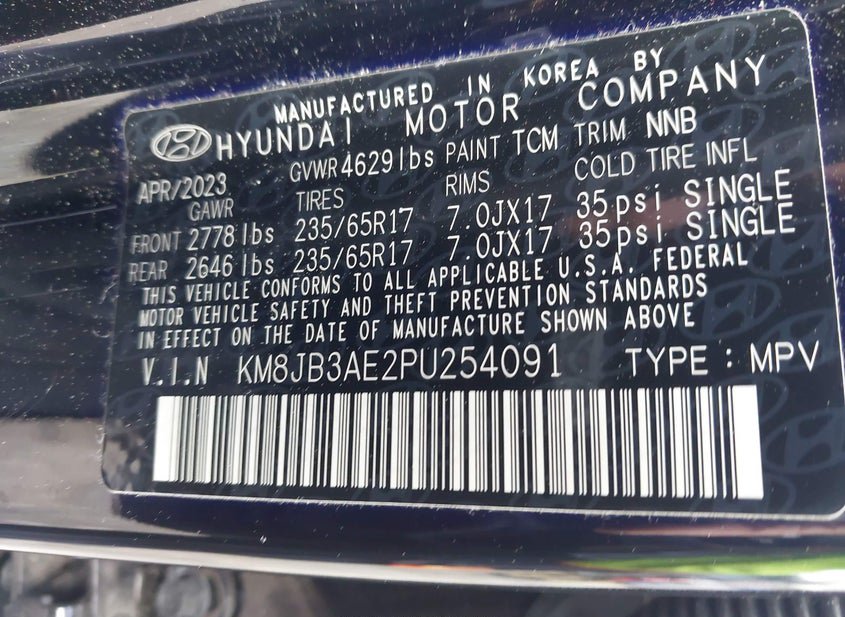 MANUFACTURED IN KOREA BY
HYUNDAI MOTOR COMPANY
APR/2023 GVWR 4629 lbs PAINT TCM TRIM NNB
GAWR TIRES RIMS COLD TIRE INFL
FRONT 2778 lbs 235/65R17 7.0JX17 35psi SINGLE
REAR 2646 lbs 235/65R17 7.0JX17 35psi SINGLE
THIS VEHICLE CONFORMS TO ALL APPLICABLE U.S.A. FEDERAL
MOTOR VEHICLE SAFETY AND THEFT PREVENTION STANDARDS
IN EFFECT ON THE DATE OF MANUFACTURE SHOWN ABOVE
V.I.N KM8JB3AE2PU254091 TYPE : MPV